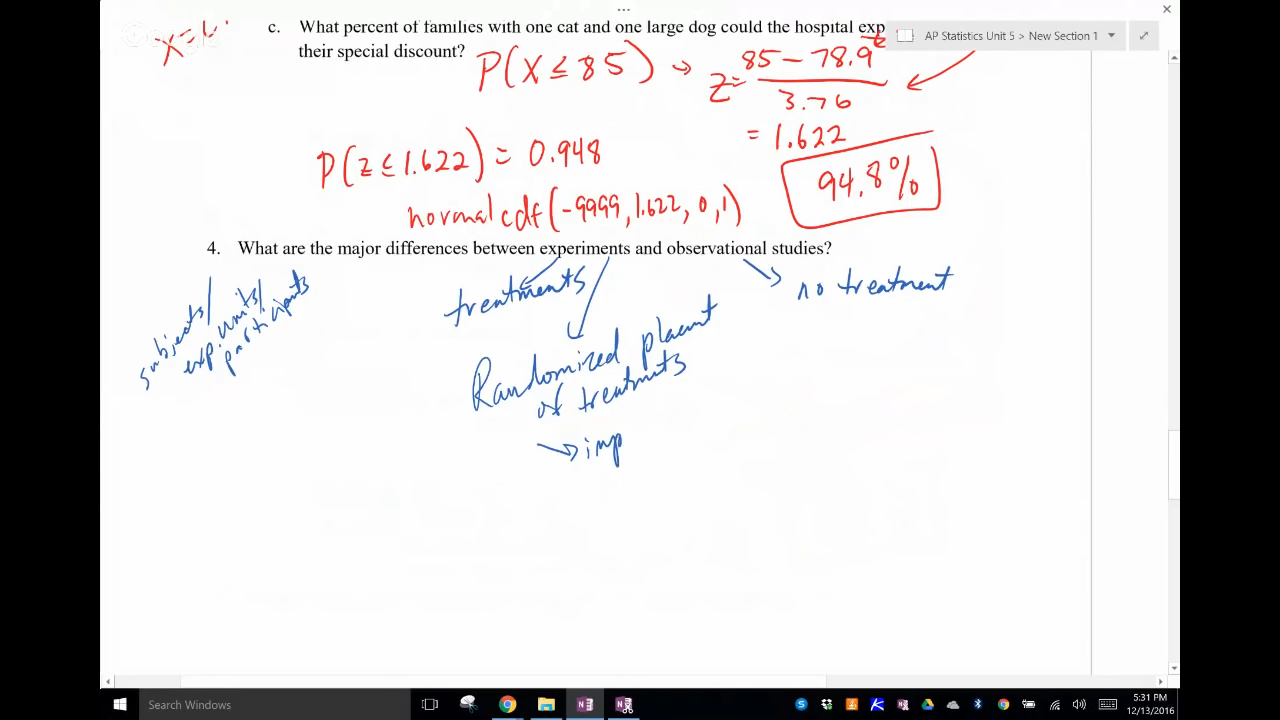 c. What percent of families with one cat and one large dog could the hospital exp
their special discount?
AP Statistics Unit 5 > New Section 1
P(X ≤ 85) → z = 85 - 78.9 / 3.76
= 1.622
P(z ≤ 1.622) = 0.948
94.8%
normalcdf(-9999, 1.622, 0, 1)
4. What are the major differences between experiments and observational studies?
subjects/
exp. units/
participants
treatments
no treatment
Randomized placemt
of treatments
→ imp
Search Windows
5:31 PM
12/13/2016